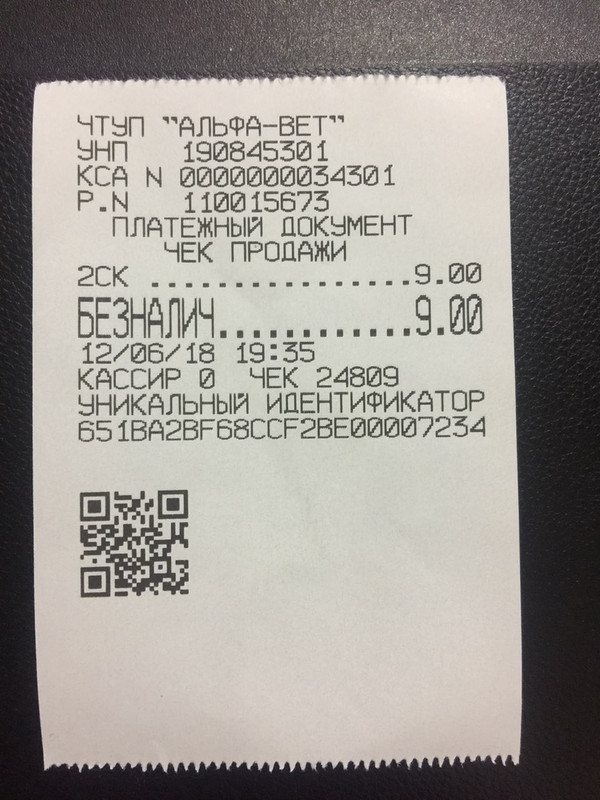 ЧТУП "АЛЬФА-ВЕТ"
УНП 190845301
КСА N 0000000034301
Р.N 110015673
ПЛАТЕЖНЫЙ ДОКУМЕНТ
ЧЕК ПРОДАЖИ
2СК .................9.00
БЕЗНАЛИЧ............9.00
12/06/18 19:35
КАССИР 0 ЧЕК 24809
УНИКАЛЬНЫЙ ИДЕНТИФИКАТОР
651BA2BF68CCF2BE00007234